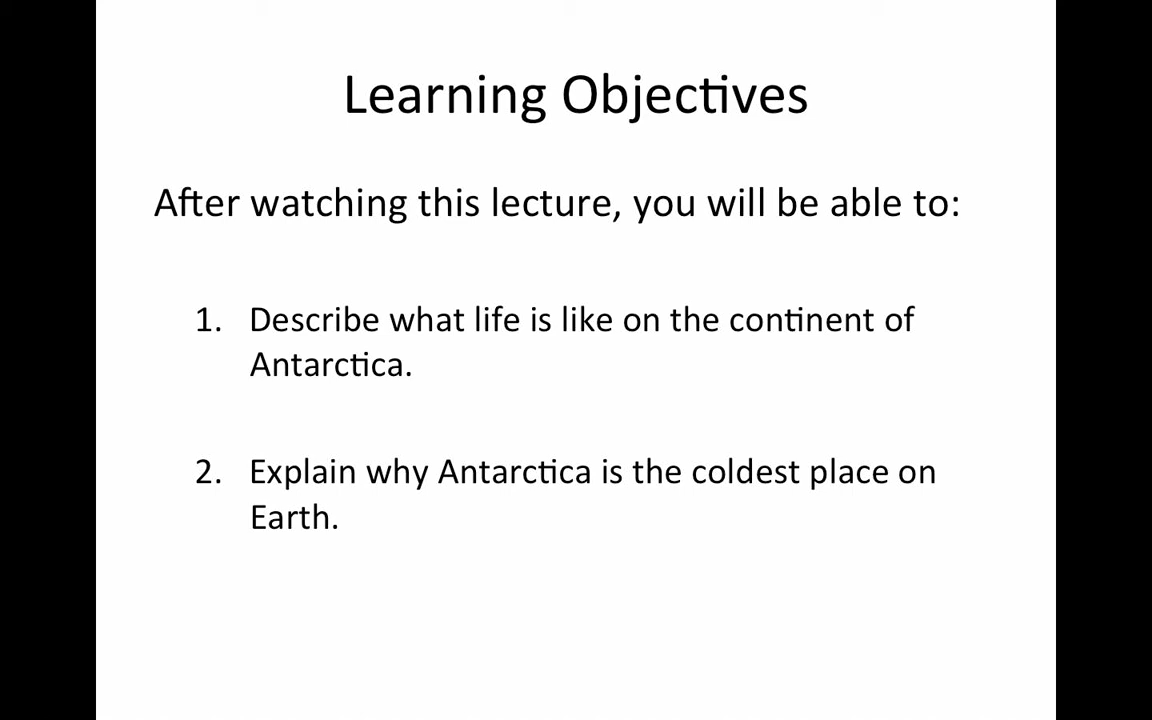 Learning Objectives
After watching this lecture, you will be able to:
1. Describe what life is like on the continent of
Antarctica.
2. Explain why Antarctica is the coldest place on
Earth.